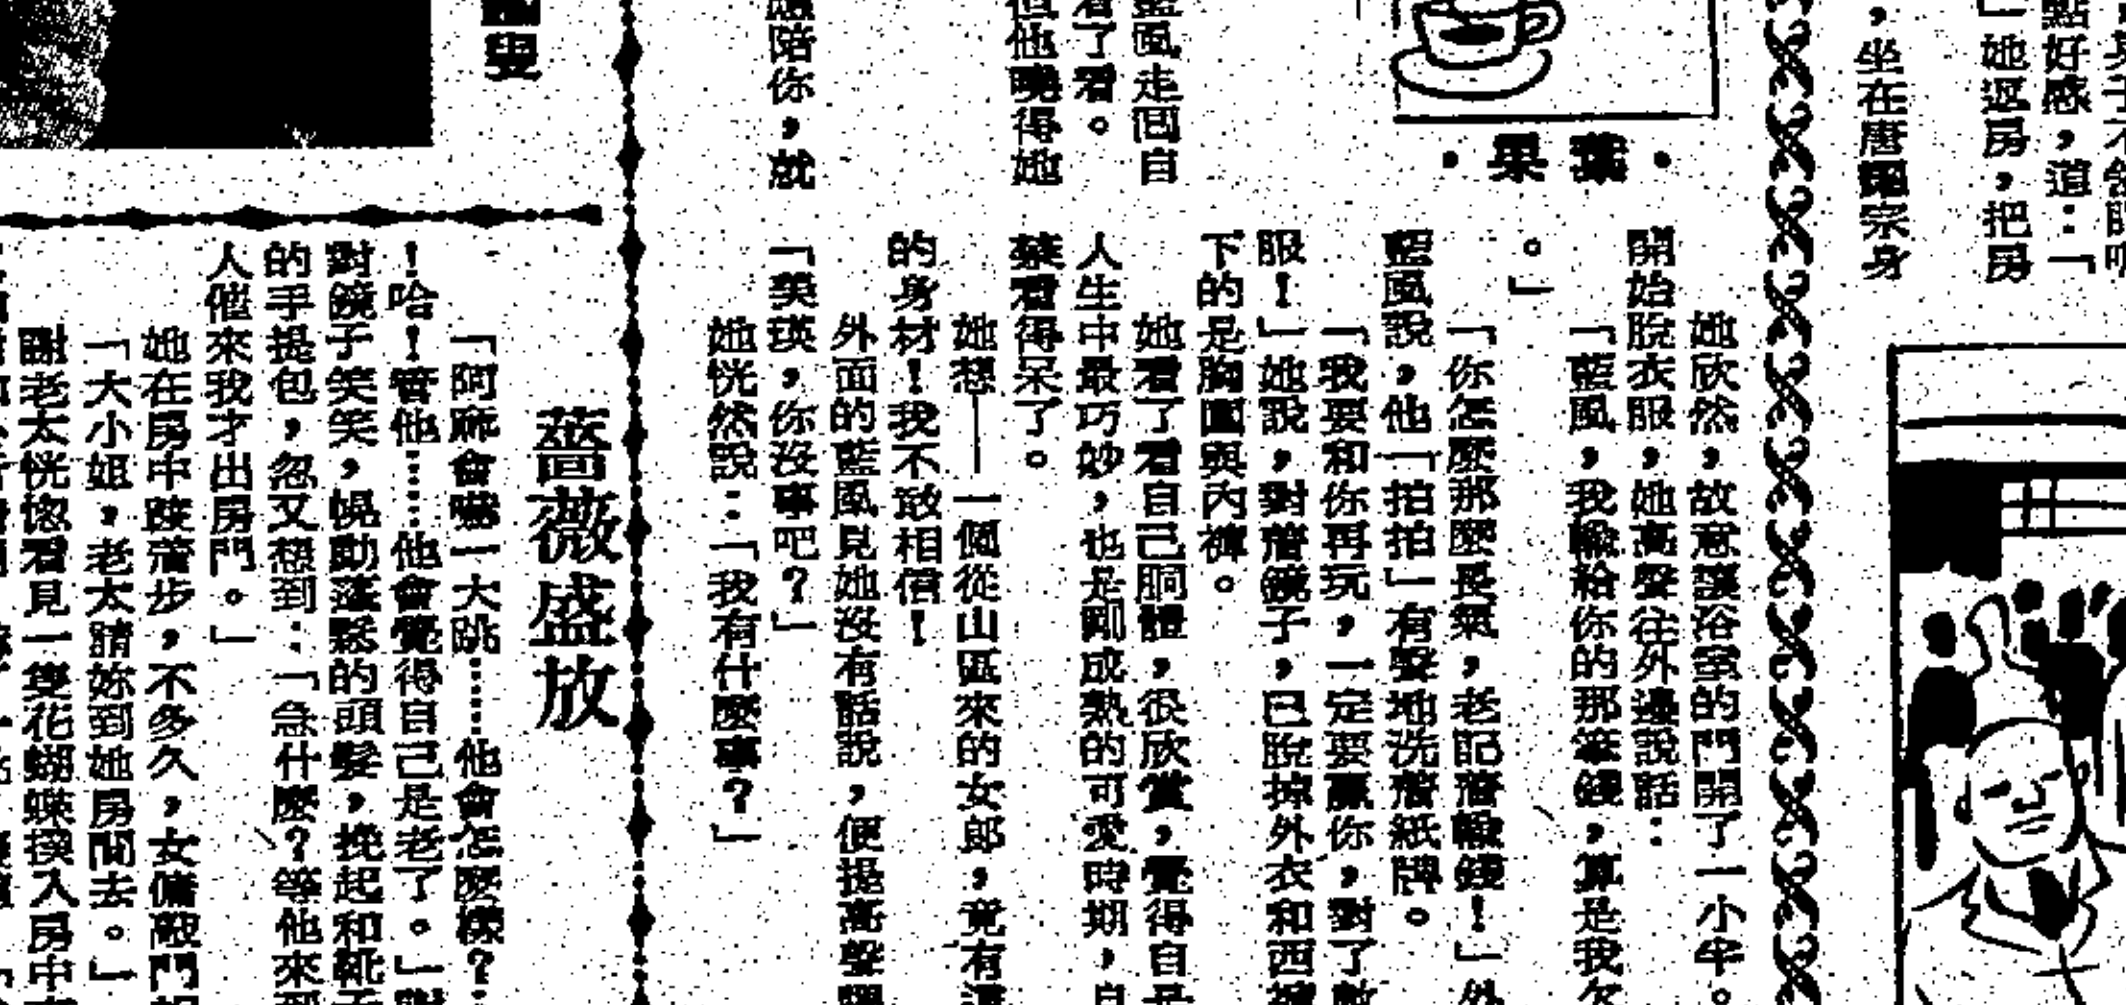 點好感,道:「
」她返房,把房
,坐在唐
宗身
·葉果·
她欣然,故意讓浴室的門開了一小半。
開始脫衣服,她高聲往外邊說話:
「藍風,我輸給你的那筆錢,算是我欠
。」
「你怎麼那麼長氣,老記着輸錢!」外
藍風說,他「拍拍」有聲地洗着紙牌。
「我要和你再玩,一定要贏你,對了
服!」她說,對着鏡子,已脫掉外衣和西
下的是胸圍與內褲。
藍風走回自
她看了看自己胴體,很欣賞,覺得自是
看了看。
人生中最巧妙,也是剛成熟的可愛時期,
但他曉得她
蔡看得呆了。
她想——一個從山區來的女郎,竟有這
的身材!我不敢相信!
外面的藍風見她沒有話說,便提高聲
陪你,就
「美瑛,你沒事吧?」
她恍然說:「我有什麼事?」
薔薇盛放
「阿麻會嚇一大跳……他會怎麼樣?
!哈!管他……他會覺得自己是老了。」
對鏡子笑笑,幌動蓬鬆的頭髮,挽起和靴子
的手提包,忽又想到:「急什麼?等他來到
人催來我才出房門。」
她在房中踱着步,不多久,女傭敲門
「大小姐,老太請妳到她房間去。」
謝老太恍惚看見一隻花蝴蝶撲入房中